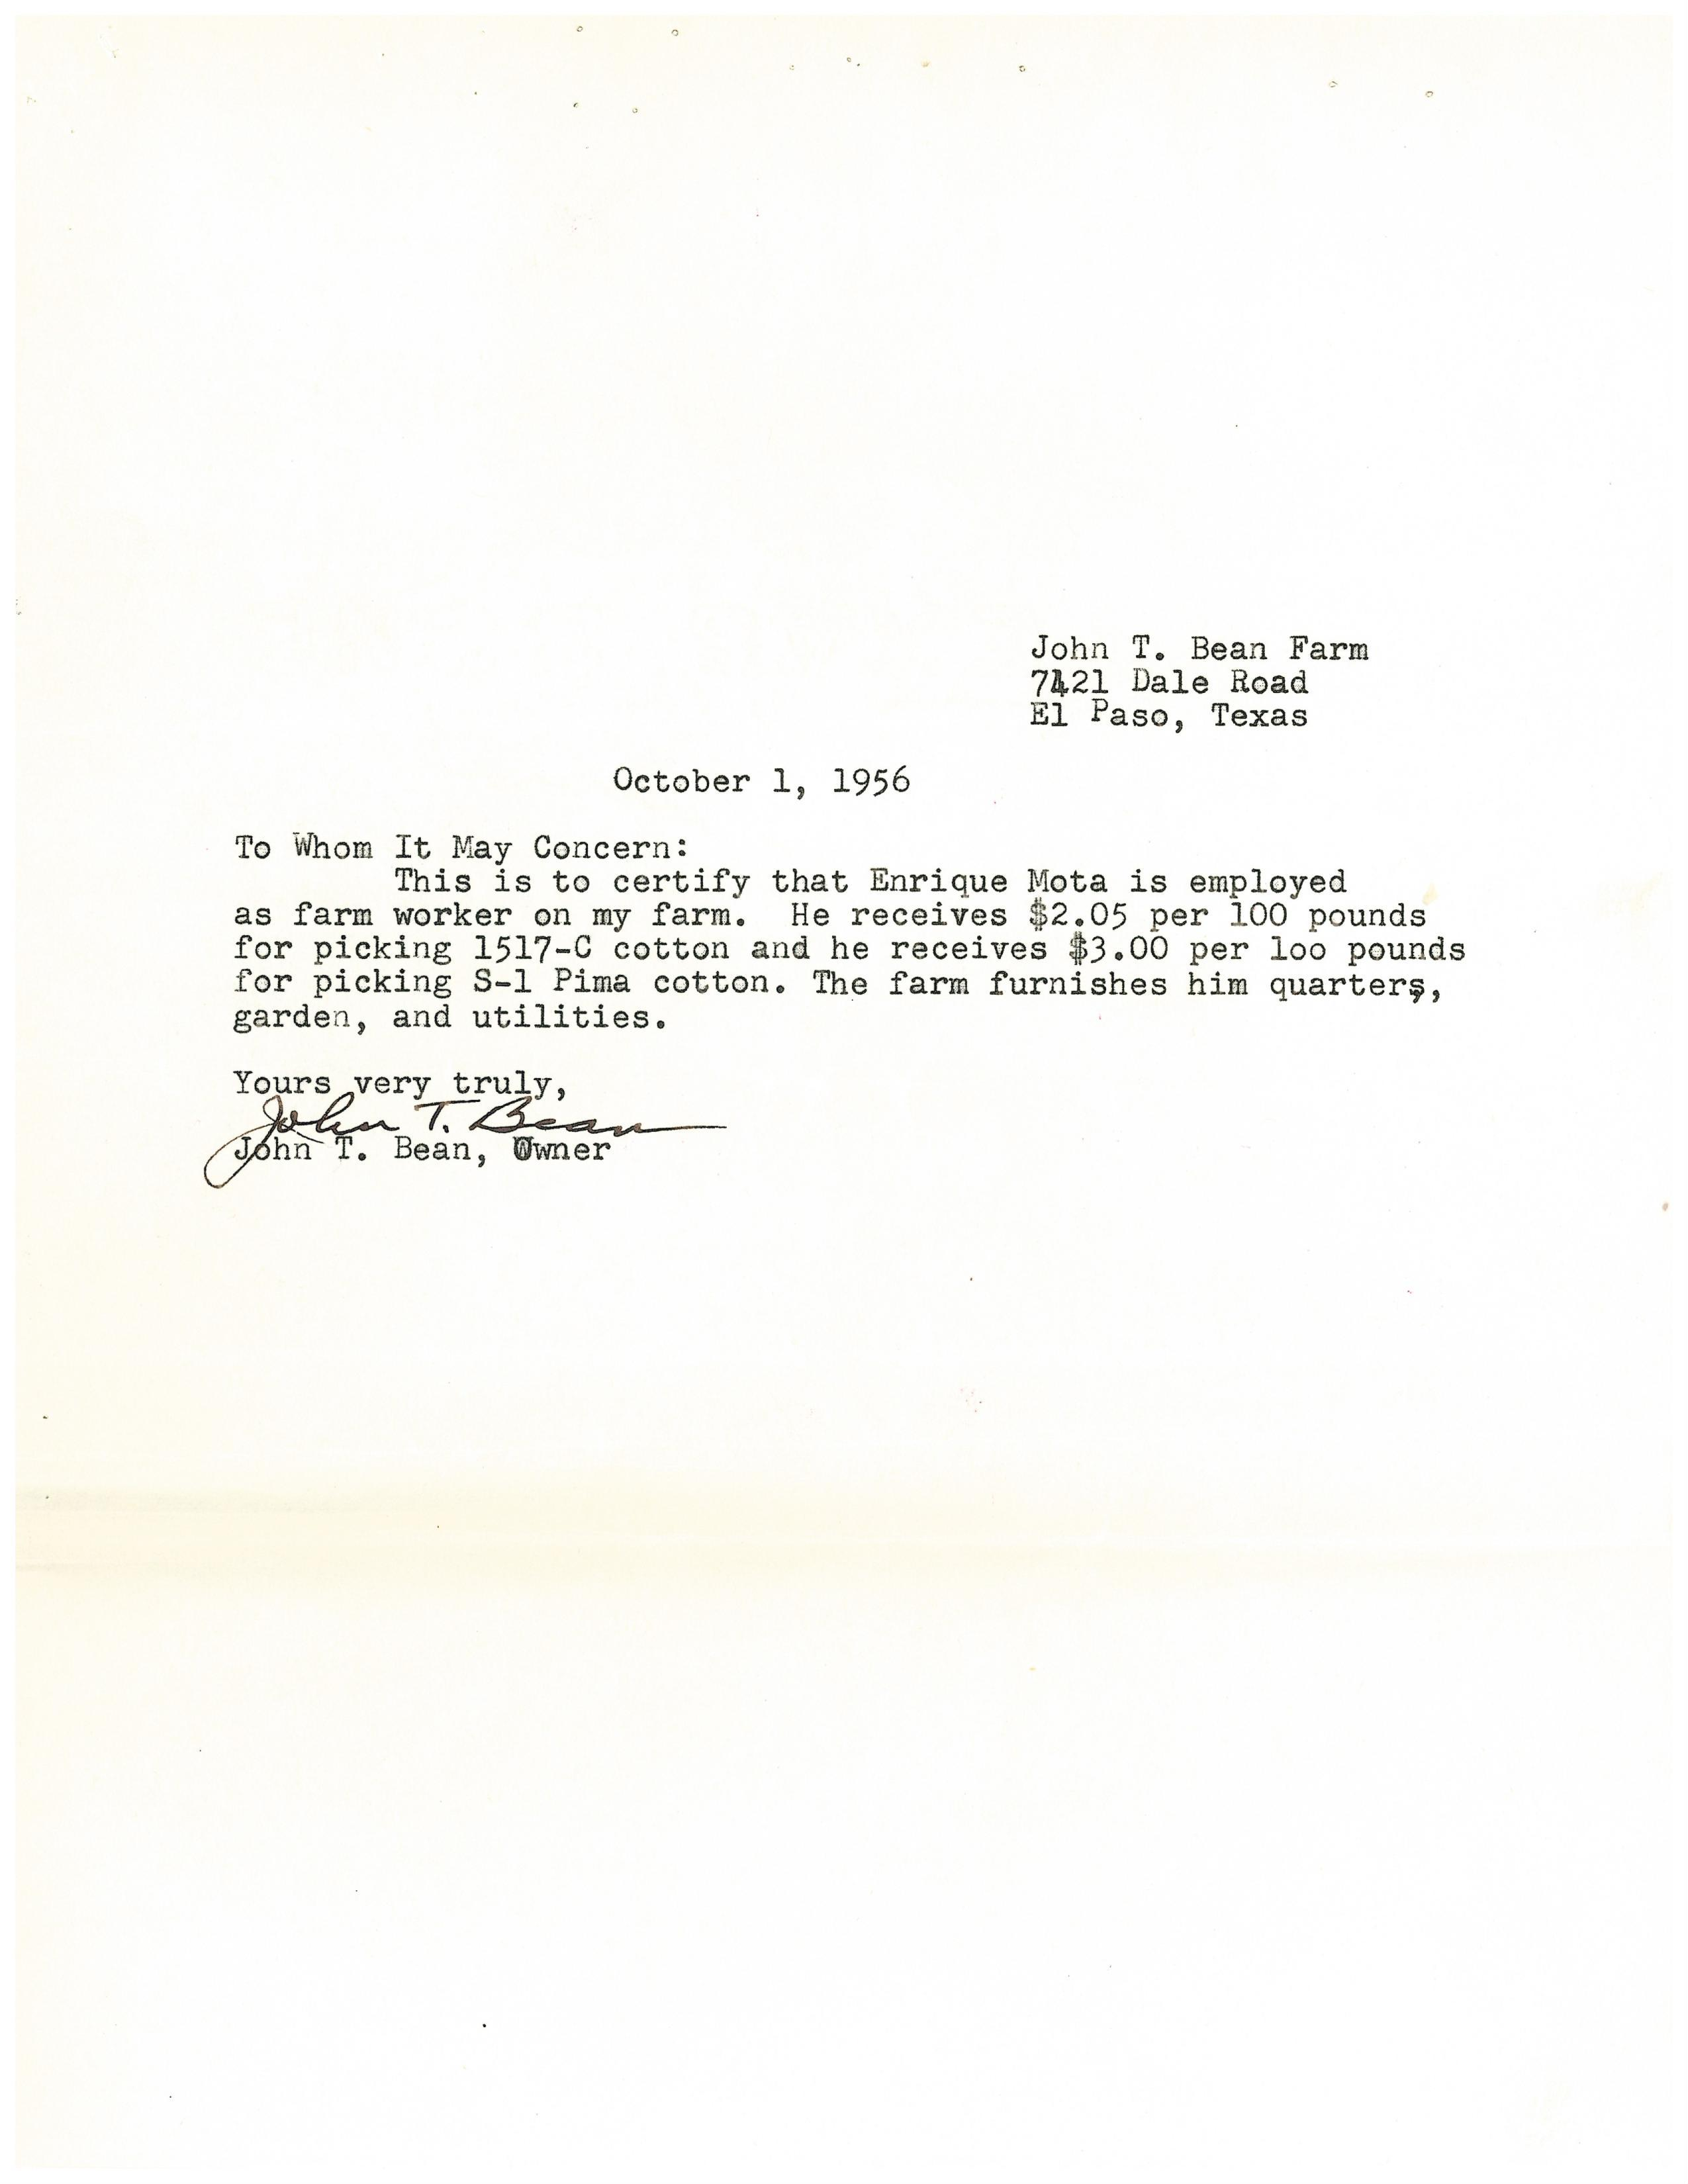 John T. Bean Farm
7421 Dale Road
El Paso, Texas
October 1, 1956
To Whom It May Concern:
This is to certify that Enrique Mota is employed
as farm worker on my farm. He receives $2.05 per 100 pounds
for picking 1517-C cotton and he receives $3.00 per loo pounds
for picking S-1 Pima cotton. The farm furnishes him quarters,
garden, and utilities.
Yours very truly,
John T. Bean
John T. Bean, Owner